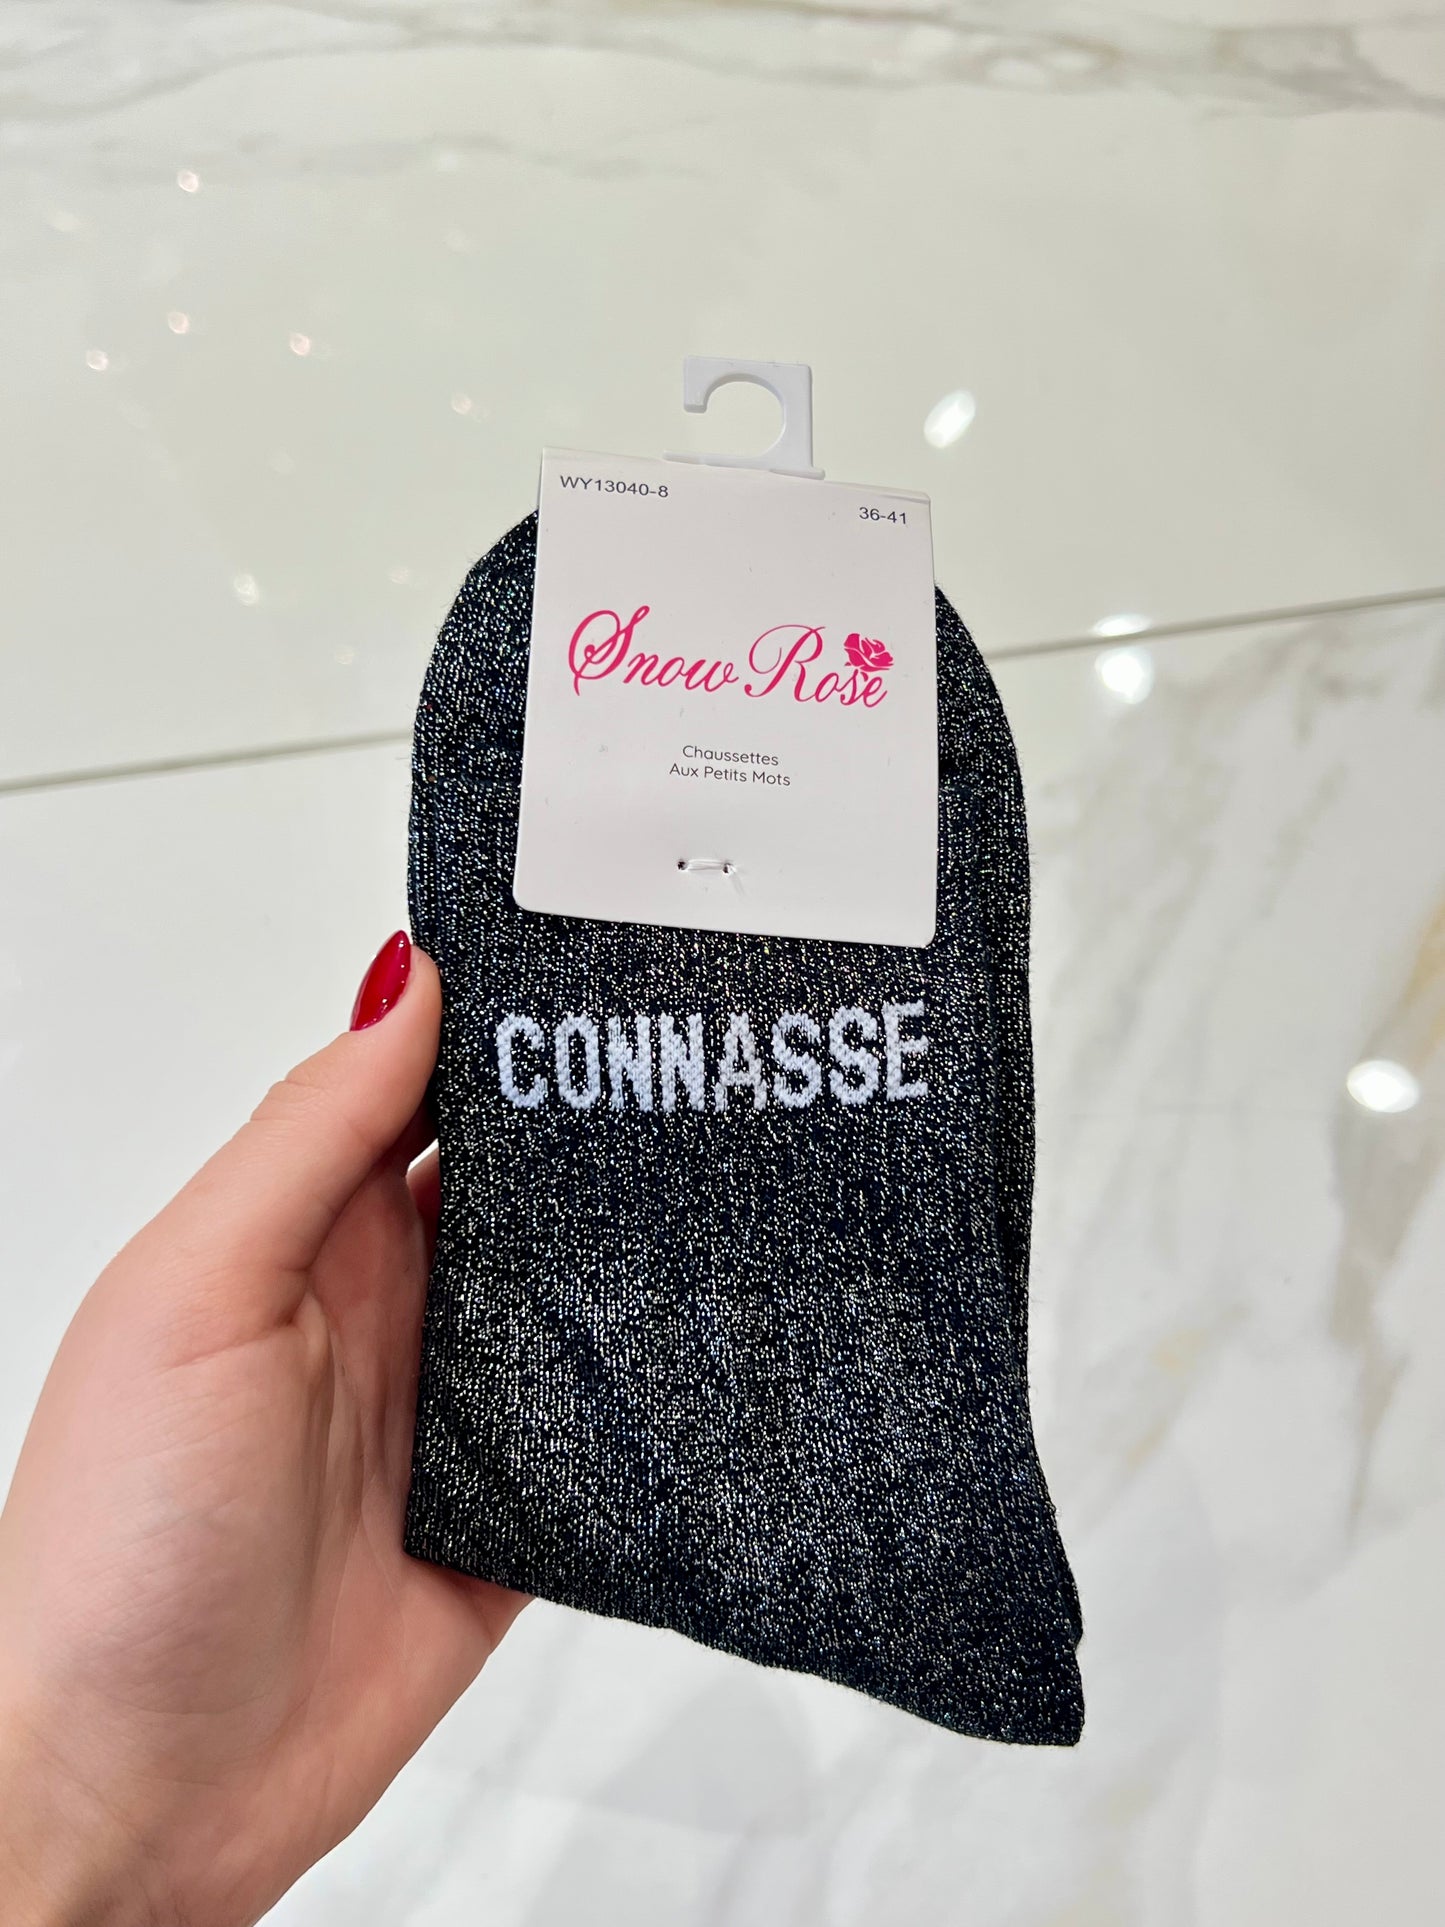 WY13040-8
36-41
Snow Rose
Chaussettes
Aux Petits Mots
CONNASSE